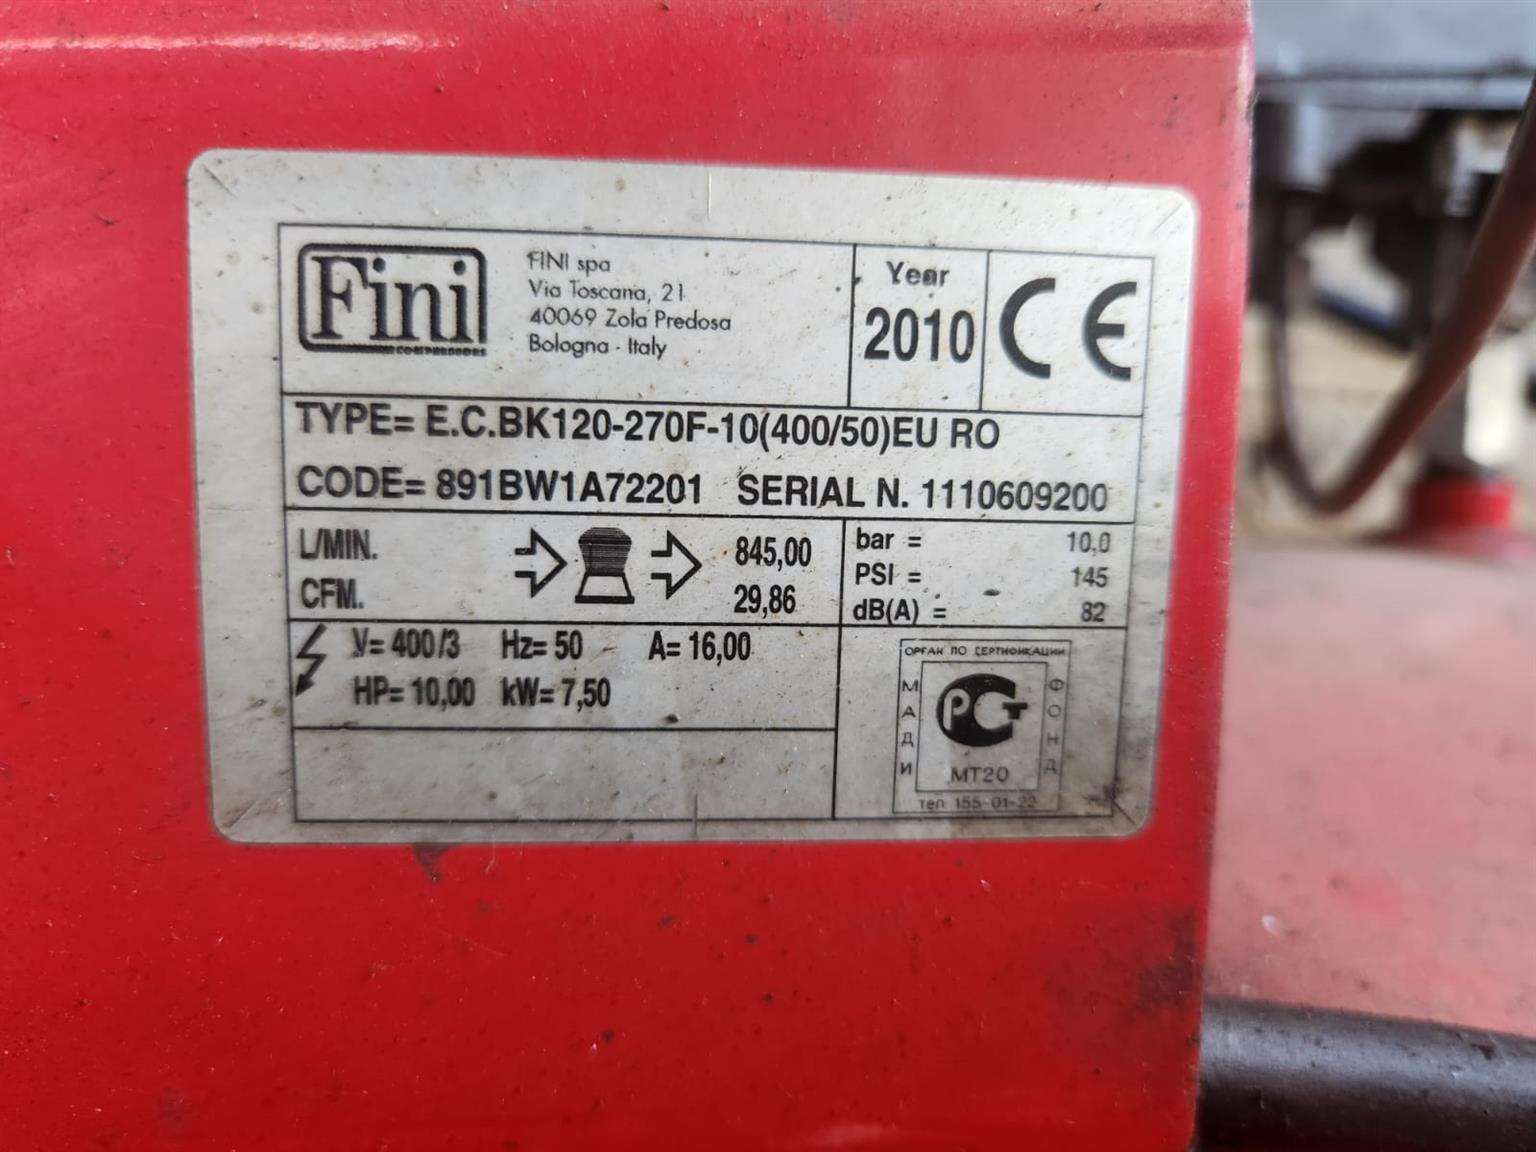 Fini
COMPRESSORS
FINI spa
Via Toscana, 21
40069 Zola Predosa
Bologna - Italy
Year
2010
CE
TYPE= E.C.BK120-270F-10(400/50)EU RO
CODE= 891BW1A72201 SERIAL N. 1110609200
L/MIN. 845,00
CFM. 29,86
bar = 10,0
PSI = 145
dB(A) = 82
V= 400/3 Hz= 50 A= 16,00
HP= 10,00 kW= 7,50
ОРГАН ПО СЕРТИФИКАЦИИ
МАДИ
ФОНД
РСТ
МТ20
тел 155-01-22